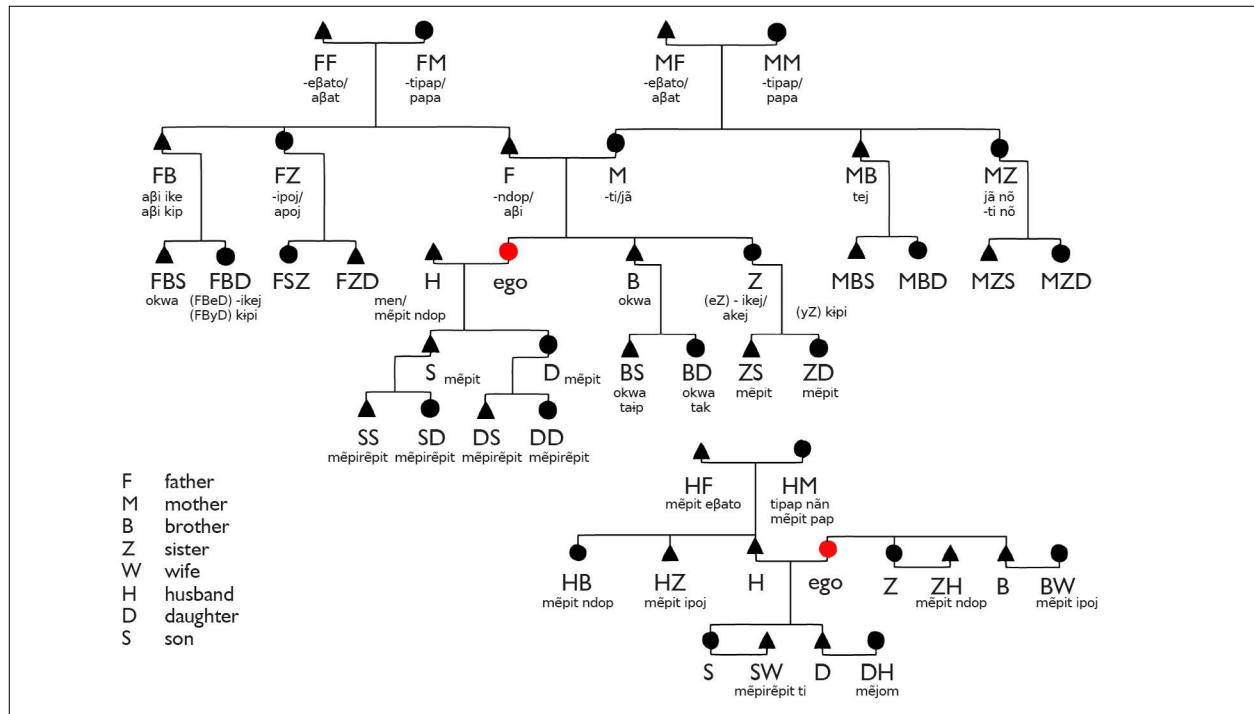 FF FM MF MM
-eβato/ -tipap/ -eβato/ -tipap/
aβat papa aβat papa
FB FZ F M MB MZ
aβi ike -ipoj/ -ndop/ -ti/jã tej jã nõ
aβi kip apoj aβi -ti nõ
H ego B Z
FBS FBD FSZ FZD MBS MBD MZS MZD
okwa (FBeD) -ikej men/ okwa (eZ) - ikej/ (yZ) kɨpi
(FByD) kɨpi mẽpit ndop akej
S mẽpit D mẽpit BS BD ZS ZD
okwa okwa mẽpit mẽpit
taɨp tak
SS SD DS DD
mẽpirẽpit mẽpirẽpit mẽpirẽpit mẽpirẽpit
HF HM
mẽpit eβato tipap nãn
mẽpit pap
F father
M mother
B brother
Z sister
W wife
H husband
D daughter
S son
HB HZ H ego Z ZH B BW
mẽpit ndop mẽpit ipoj mẽpit ndop mẽpit ipoj
S SW D DH
mẽpirẽpit ti mẽjom